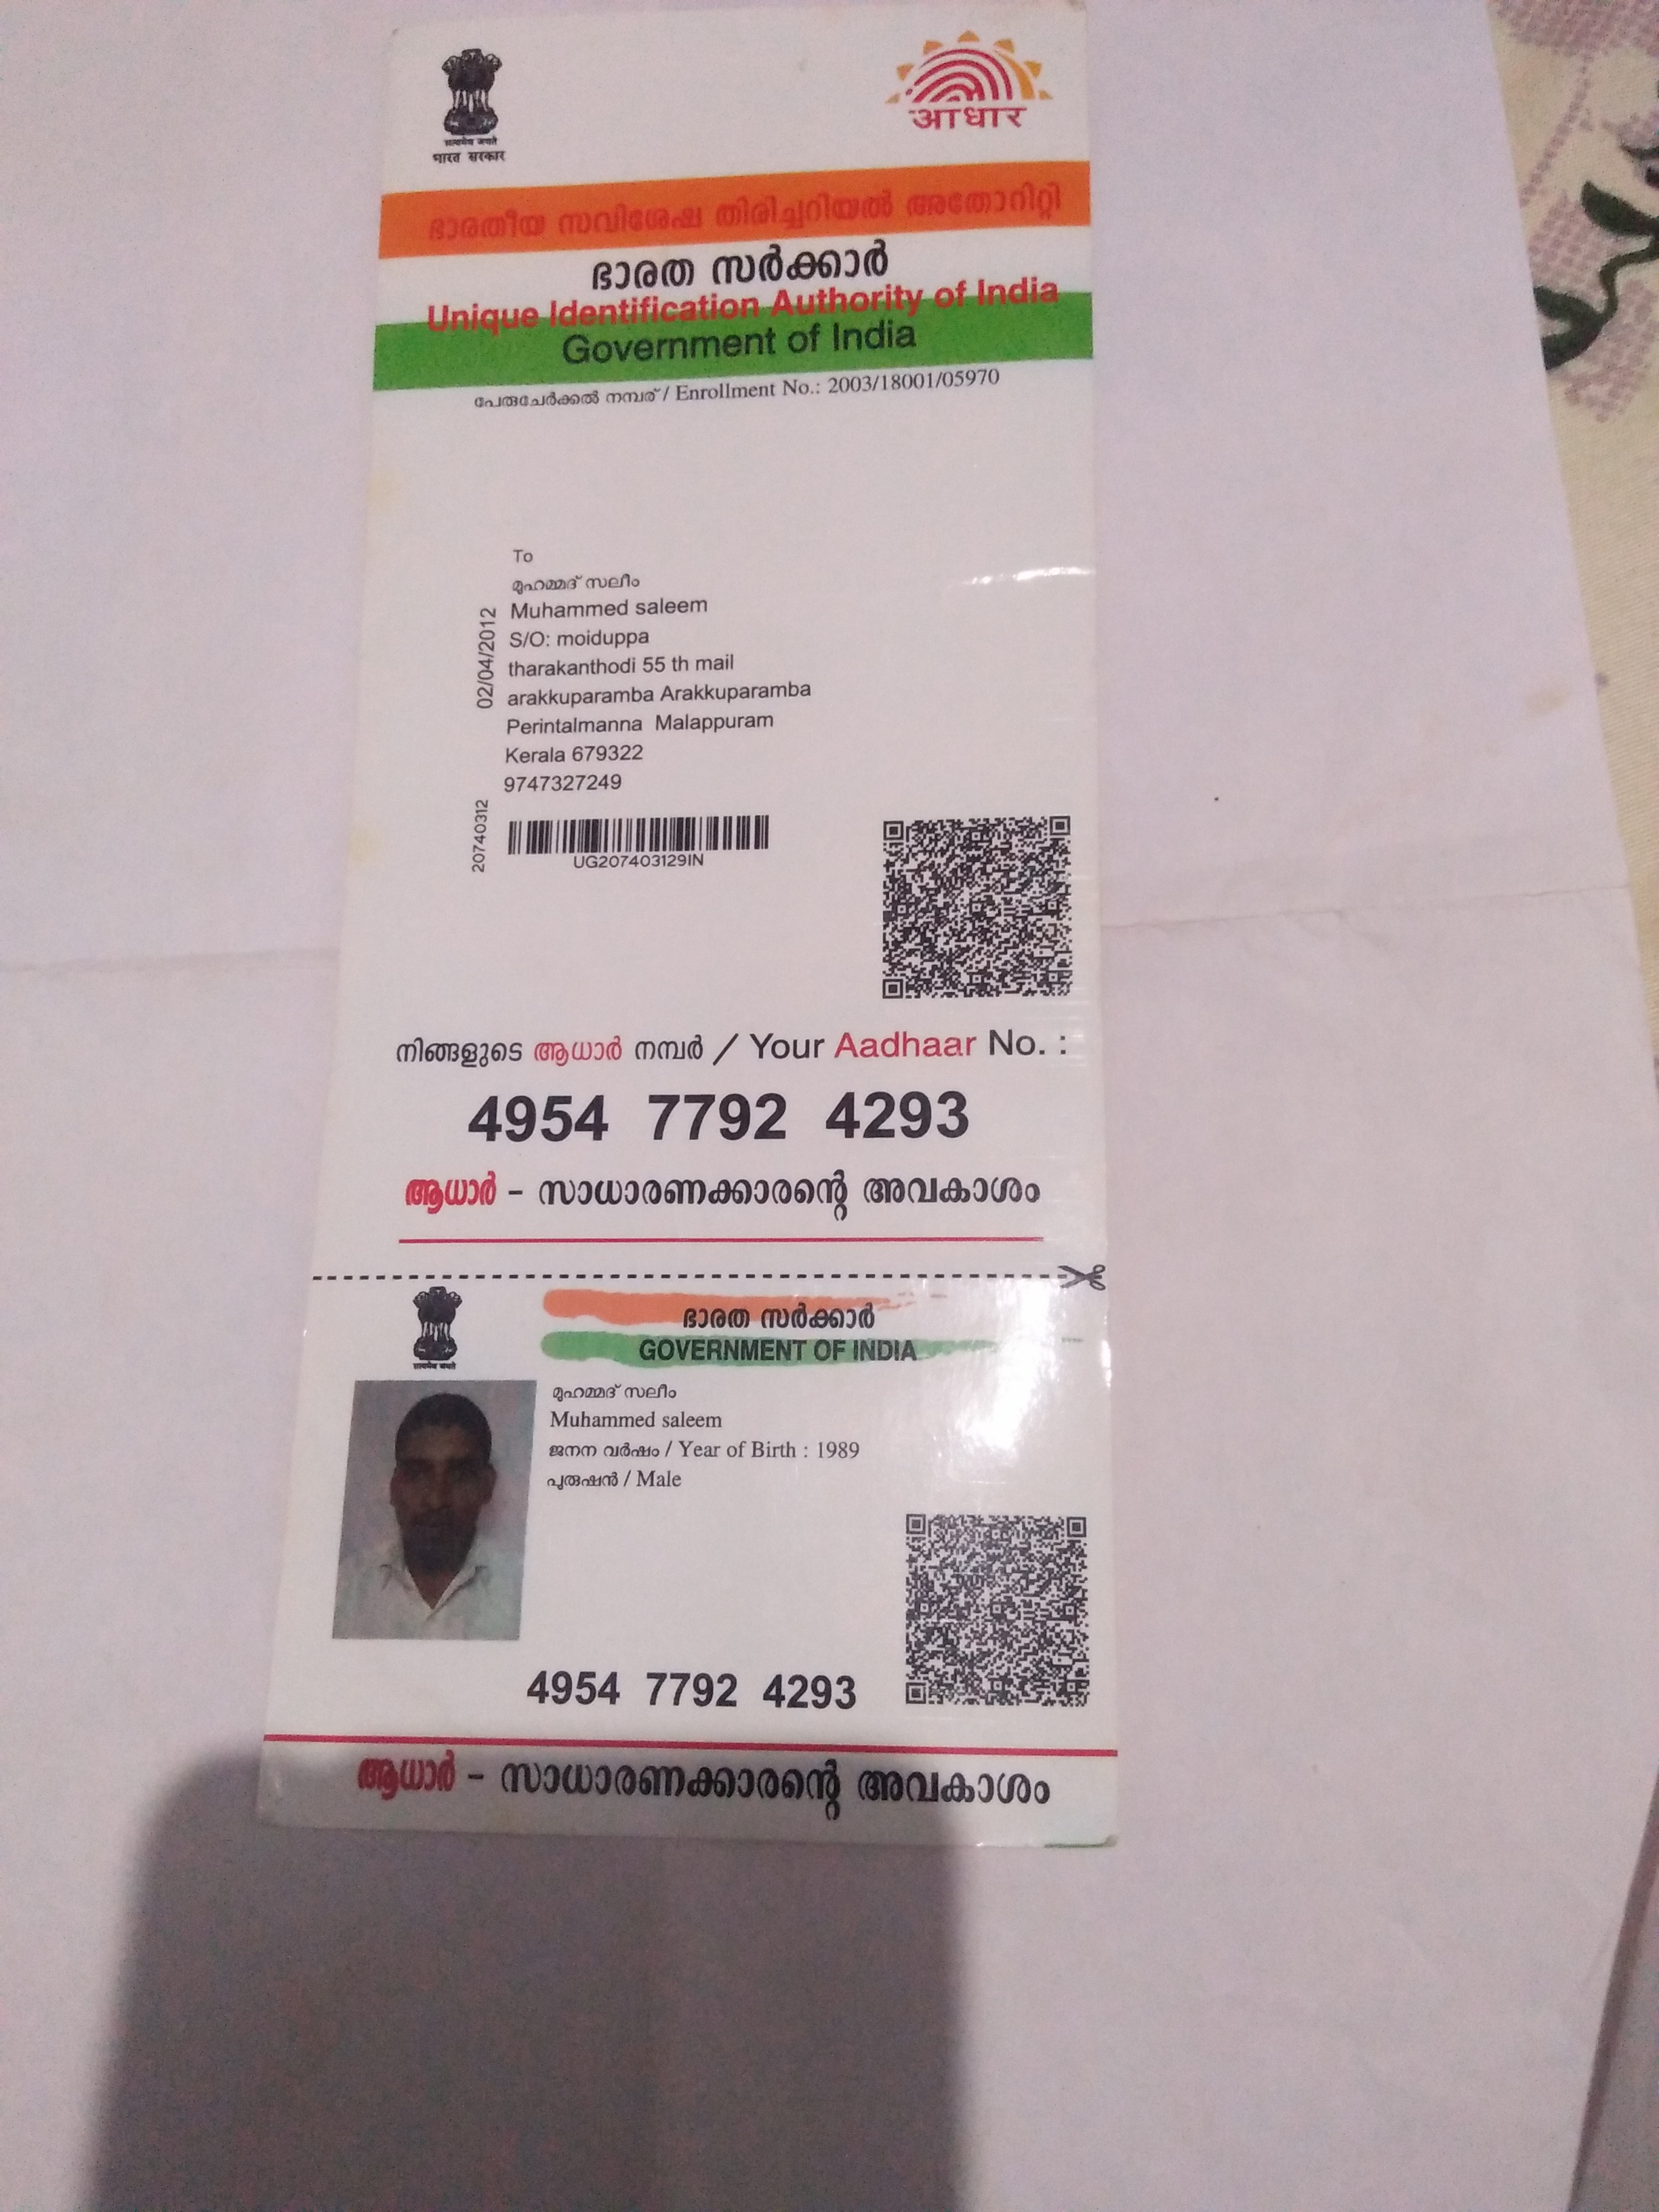 सत्यमेव जयते
भारत सरकार
आधार
ഭാരതീയ സവിശേഷ തിരിച്ചറിയൽ അതോറിറ്റി
ഭാരത സർക്കാർ
Unique Identification Authority of India
Government of India
പേരുചേർക്കൽ നമ്പര് / Enrollment No.: 2003/18001/05970
To
മുഹമ്മദ് സലീം
Muhammed saleem
S/O: moiduppa
tharakanthodi 55 th mail
arakkuparamba Arakkuparamba
Perintalmanna Malappuram
Kerala 679322
9747327249
02/04/2012
20740312
UG207403129IN
നിങ്ങളുടെ ആധാർ നമ്പർ / Your Aadhaar No. :
4954 7792 4293
ആധാർ - സാധാരണക്കാരന്റെ അവകാശം
सत्यमेव जयते
ഭാരത സർക്കാർ
GOVERNMENT OF INDIA
മുഹമ്മദ് സലീം
Muhammed saleem
ജനന വർഷം / Year of Birth : 1989
പുരുഷൻ / Male
4954 7792 4293
ആധാർ - സാധാരണക്കാരന്റെ അവകാശം